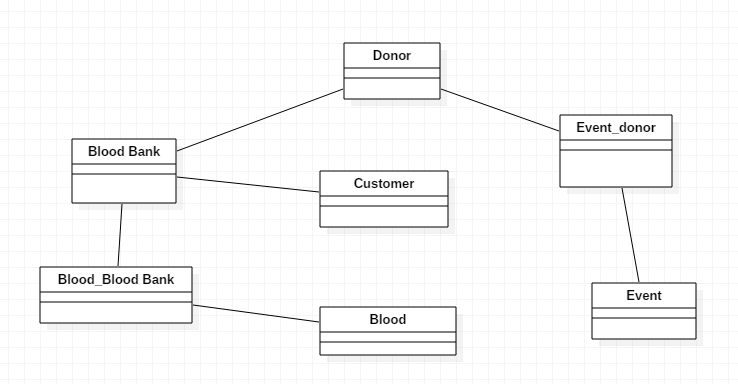 Donor
Event_donor
Blood Bank
Customer
Blood_Blood Bank
Event
Blood